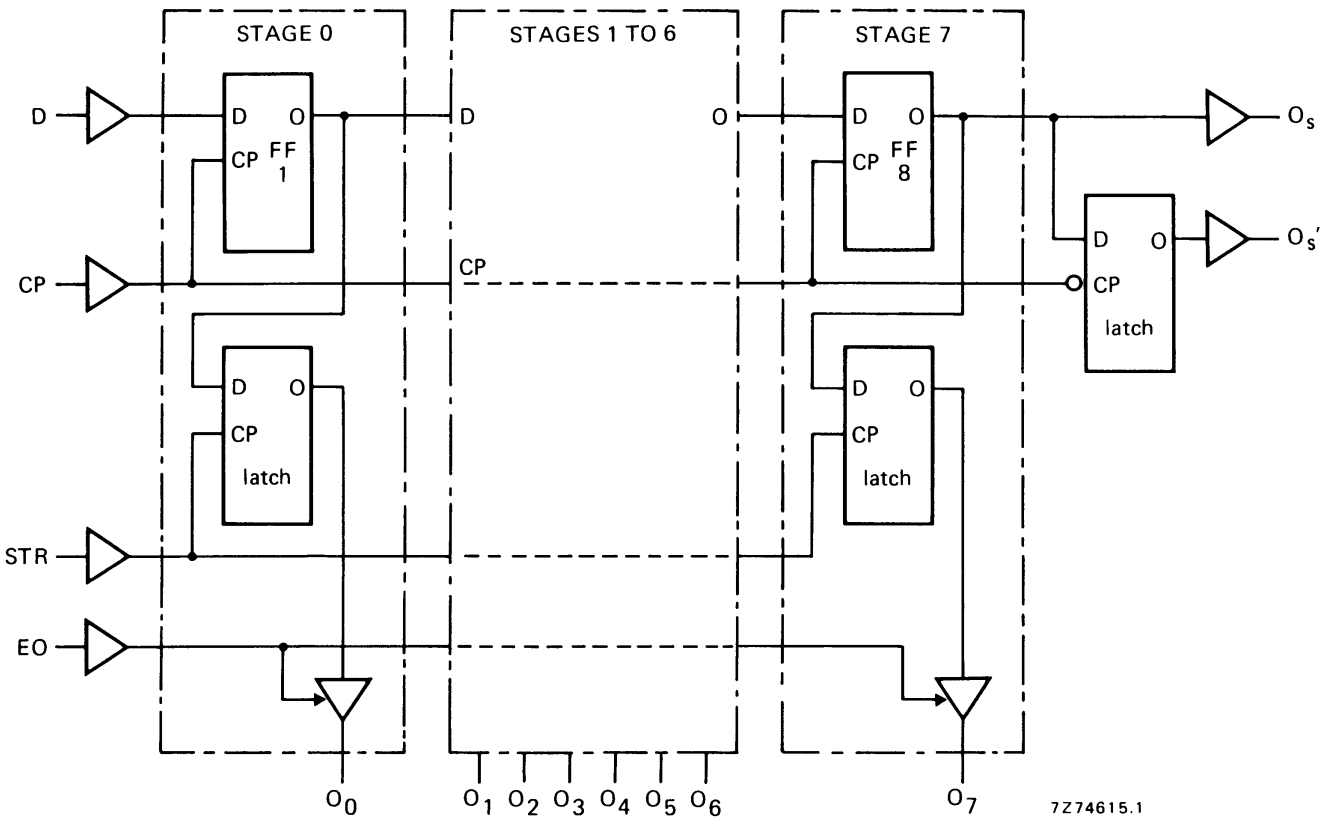 STAGE 0
STAGES 1 TO 6
STAGE 7
D
D O
FF
1
CP
D O
D O
FF
8
CP
Os
D O
CP
latch
Os'
CP
CP
D O
CP
latch
D O
CP
latch
STR
EO
O0
O1 O2 O3 O4 O5 O6
O7
7Z74615.1